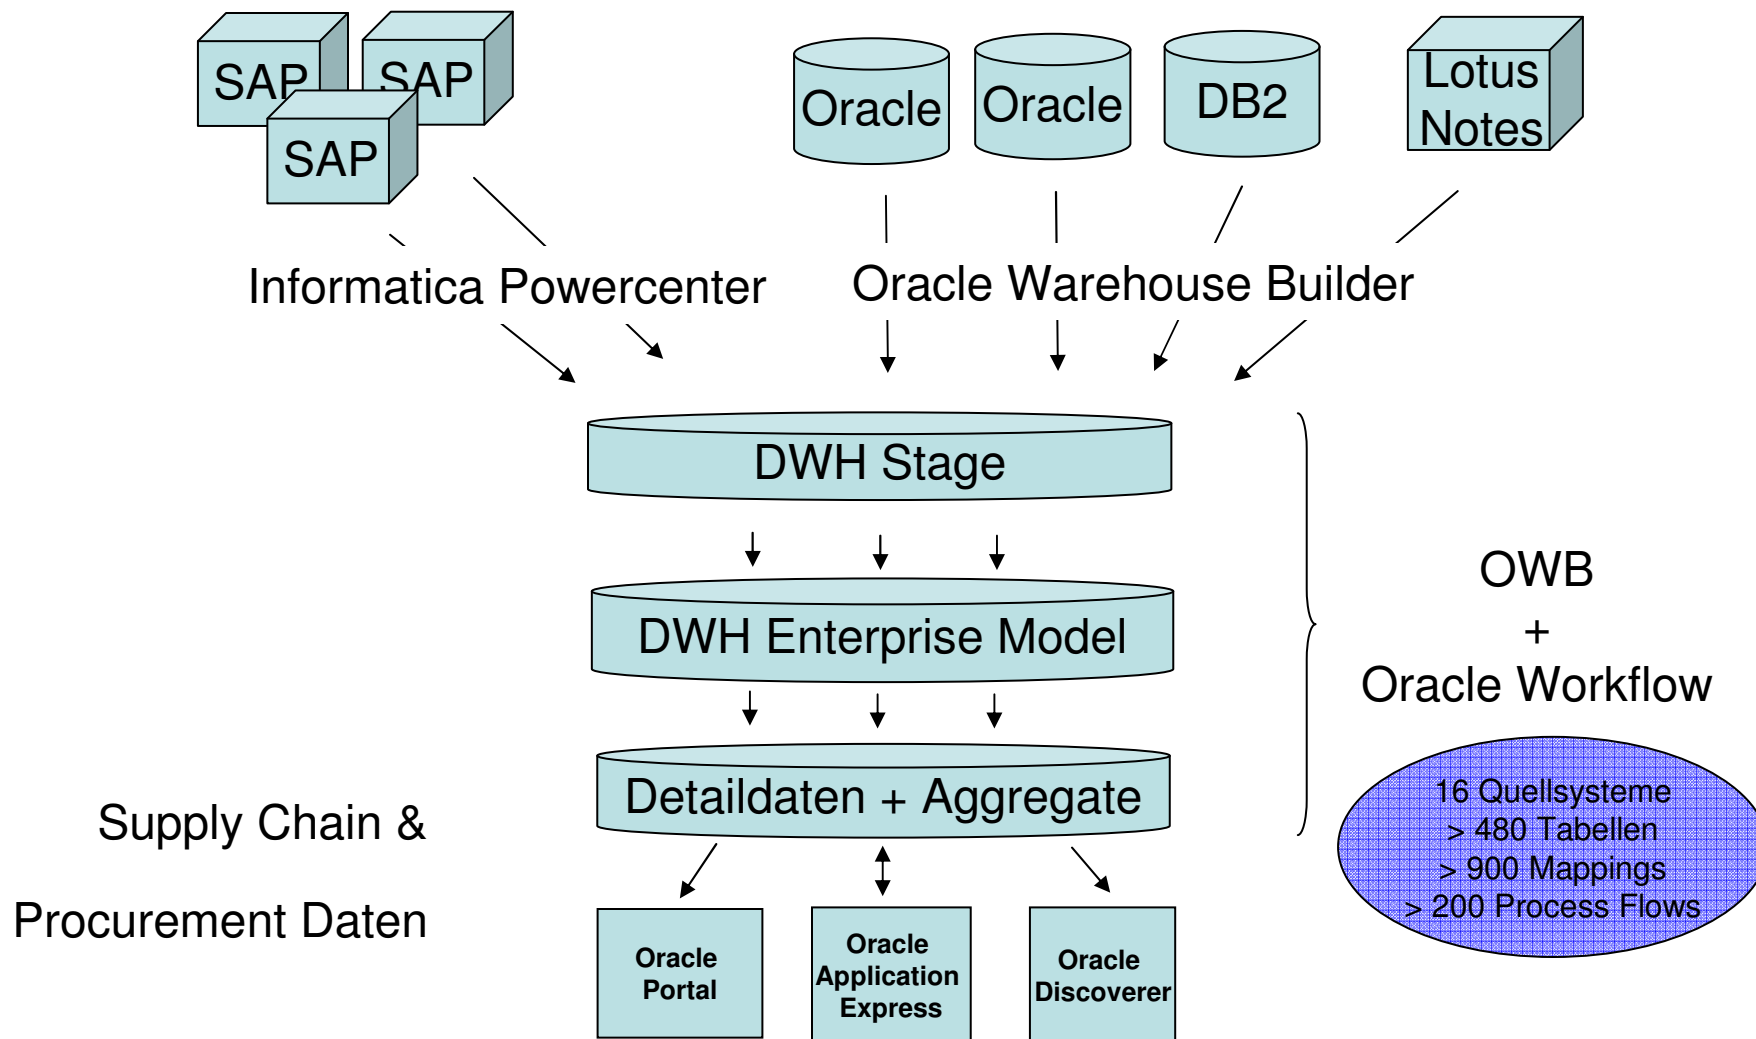 SAP
SAP
SAP
Oracle
Oracle
DB2
Lotus
Notes
Informatica Powercenter
Oracle Warehouse Builder
DWH Stage
DWH Enterprise Model
Detaildaten + Aggregate
OWB
+
Oracle Workflow
16 Quellsysteme
> 480 Tabellen
> 900 Mappings
> 200 Process Flows
Supply Chain &
Procurement Daten
Oracle
Portal
Oracle
Application
Express
Oracle
Discoverer